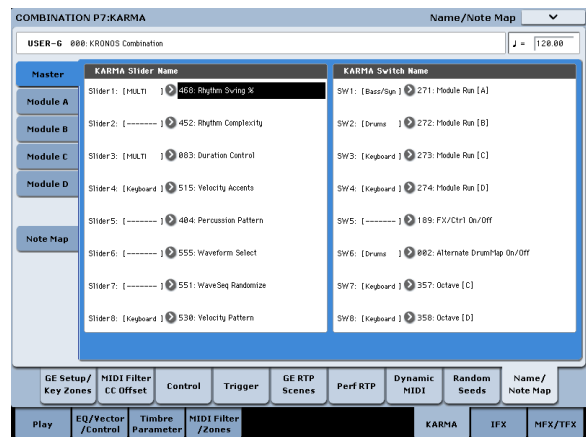 COMBINATION P7:KARMA
Name/Note Map
USER-G 000: KRONOS Combination
♩ = 120.00
Master
Module A
Module B
Module C
Module D
Note Map
KARMA Slider Name
Slider1: [MULTI ] 468: Rhythm Swing %
Slider2: [-------] 452: Rhythm Complexity
Slider3: [MULTI ] 083: Duration Control
Slider4: [Keyboard ] 515: Velocity Accents
Slider5: [-------] 404: Percussion Pattern
Slider6: [-------] 555: Waveform Select
Slider7: [-------] 551: WaveSeq Randomize
Slider8: [Keyboard ] 530: Velocity Pattern
KARMA Switch Name
SW1: [Bass/Syn ] 271: Module Run [A]
SW2: [Drums ] 272: Module Run [B]
SW3: [Keyboard ] 273: Module Run [C]
SW4: [Keyboard ] 274: Module Run [D]
SW5: [-------] 189: FX/Ctrl On/Off
SW6: [Drums ] 002: Alternate DrumMap On/Off
SW7: [Keyboard ] 357: Octave [C]
SW8: [Keyboard ] 358: Octave [D]
GE Setup/
Key Zones
MIDI Filter
CC Offset
Control
Trigger
GE RTP
Scenes
Perf RTP
Dynamic
MIDI
Random
Seeds
Name/
Note Map
Play
EQ/Vector
/Control
Timbre
Parameter
MIDI Filter
/Zones
KARMA
IFX
MFX/TFX